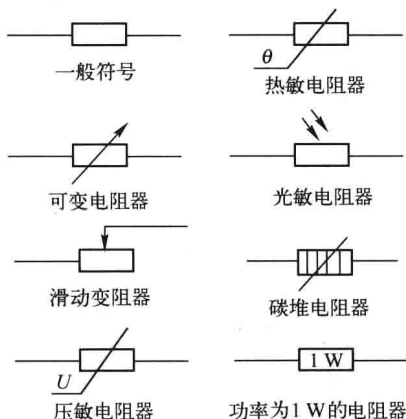 一般符号
θ
热敏电阻器
可变电阻器
光敏电阻器
滑动变阻器
碳堆电阻器
U
压敏电阻器
1 W
功率为1 W的电阻器